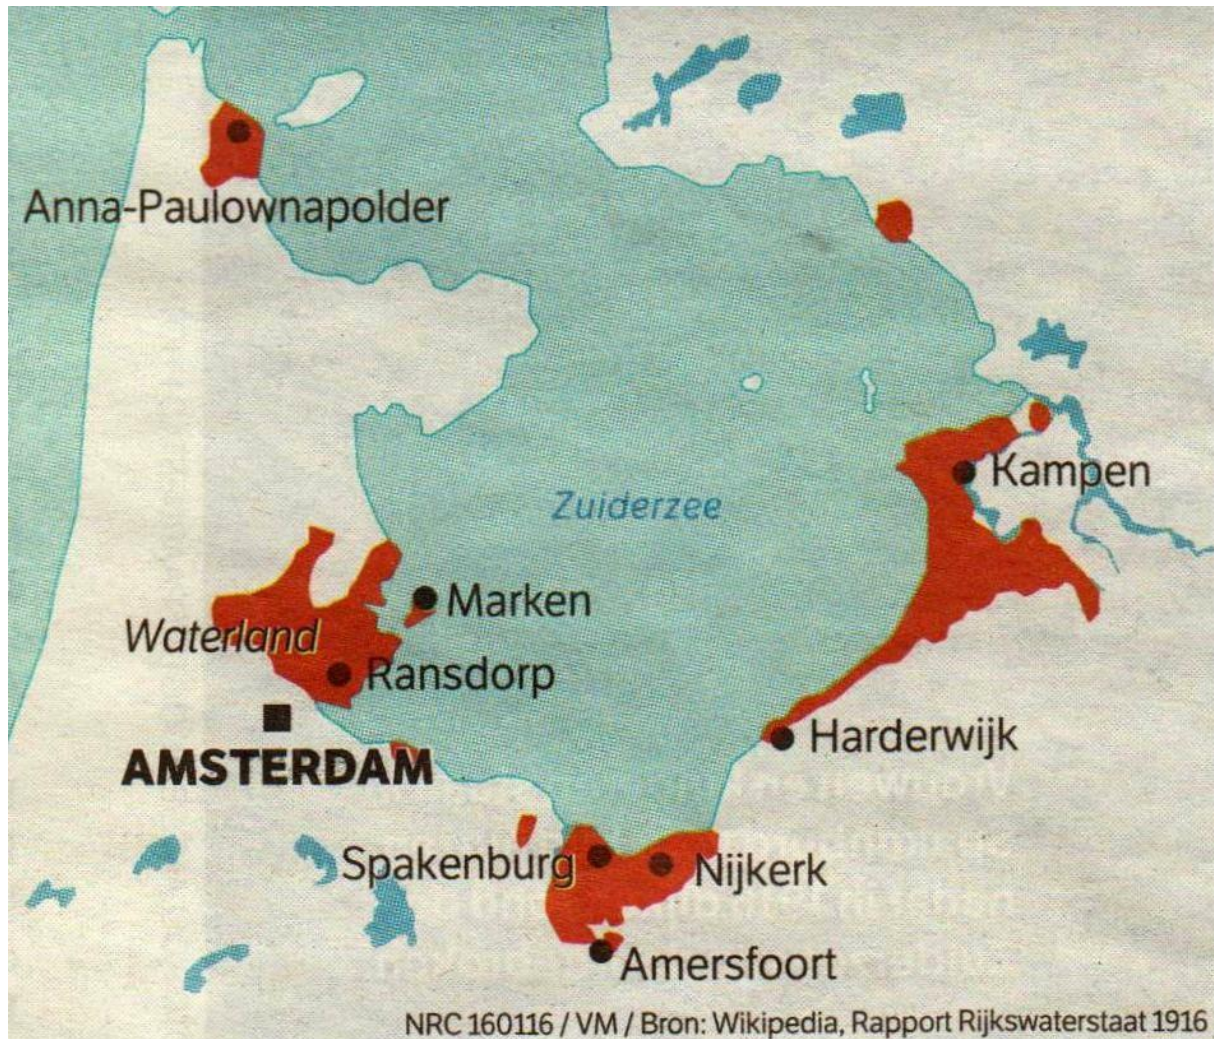 Anna-Paulownapolder
Zuiderzee
Kampen
Marken
Waterland
Ransdorp
AMSTERDAM
Harderwijk
Spakenburg
Nijkerk
Amersfoort
NRC 160116 / VM / Bron: Wikipedia, Rapport Rijkswaterstaat 1916